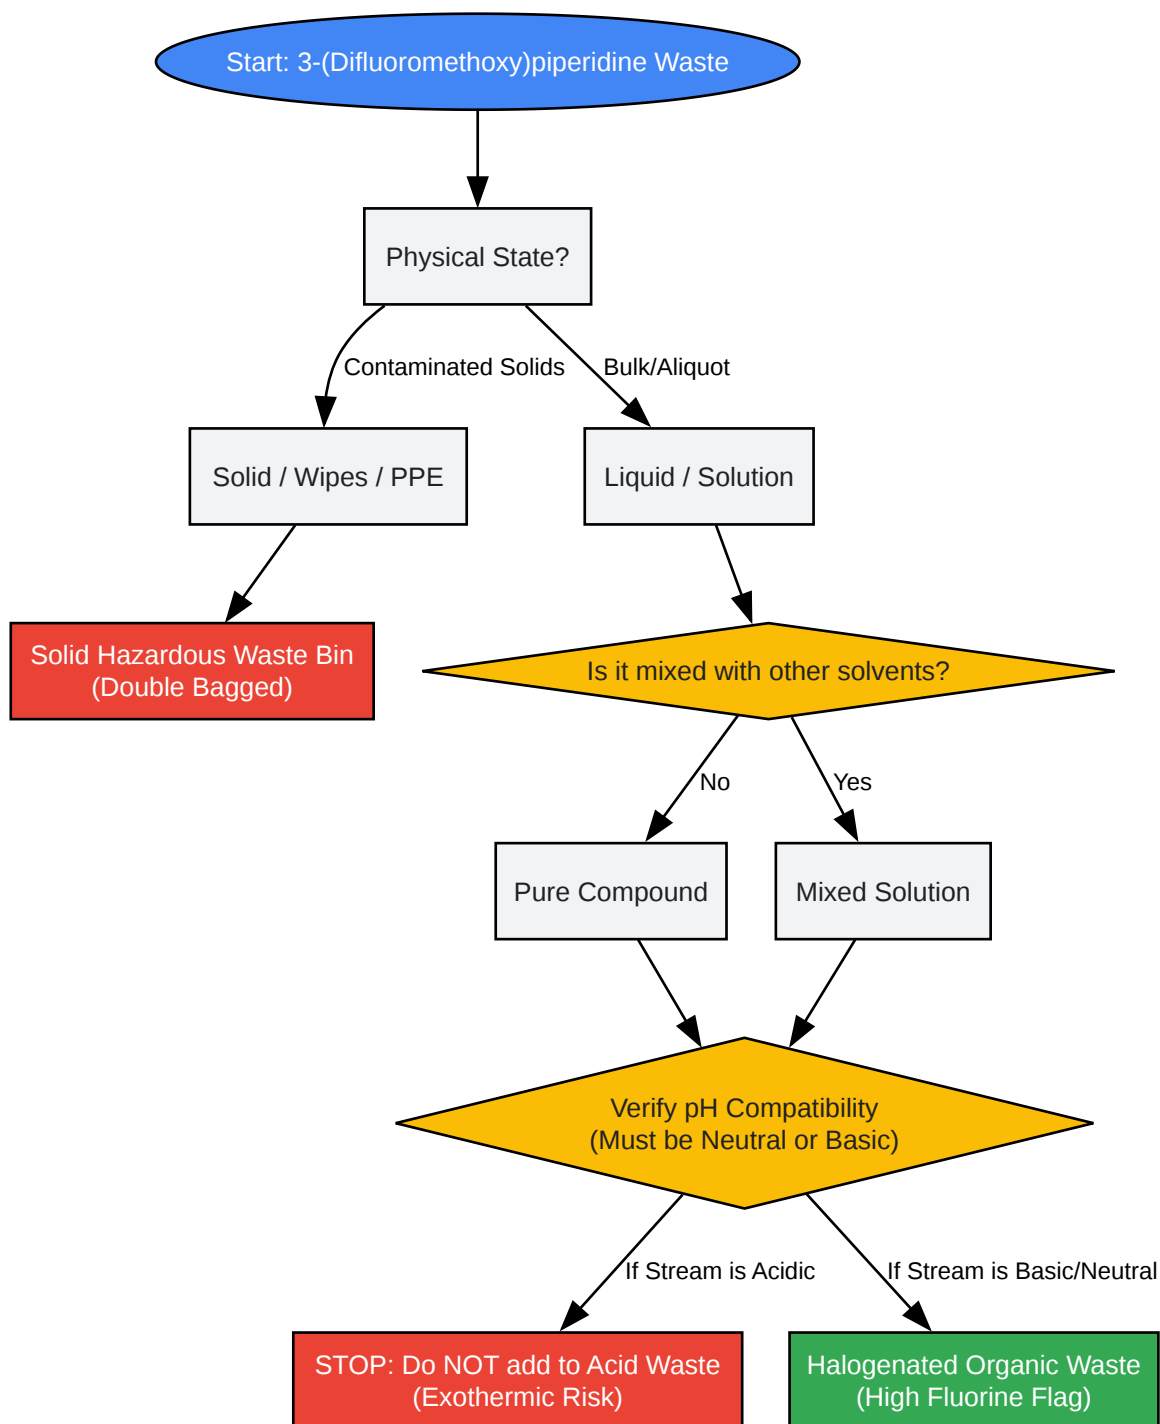 Start: 3-(Difluoromethoxy)piperidine Waste
Physical State?
Contaminated Solids
Bulk/Aliquot
Solid / Wipes / PPE
Liquid / Solution
Solid Hazardous Waste Bin
(Double Bagged)
Is it mixed with other solvents?
No
Yes
Pure Compound
Mixed Solution
Verify pH Compatibility
(Must be Neutral or Basic)
If Stream is Acidic
If Stream is Basic/Neutral
STOP: Do NOT add to Acid Waste
(Exothermic Risk)
Halogenated Organic Waste
(High Fluorine Flag)